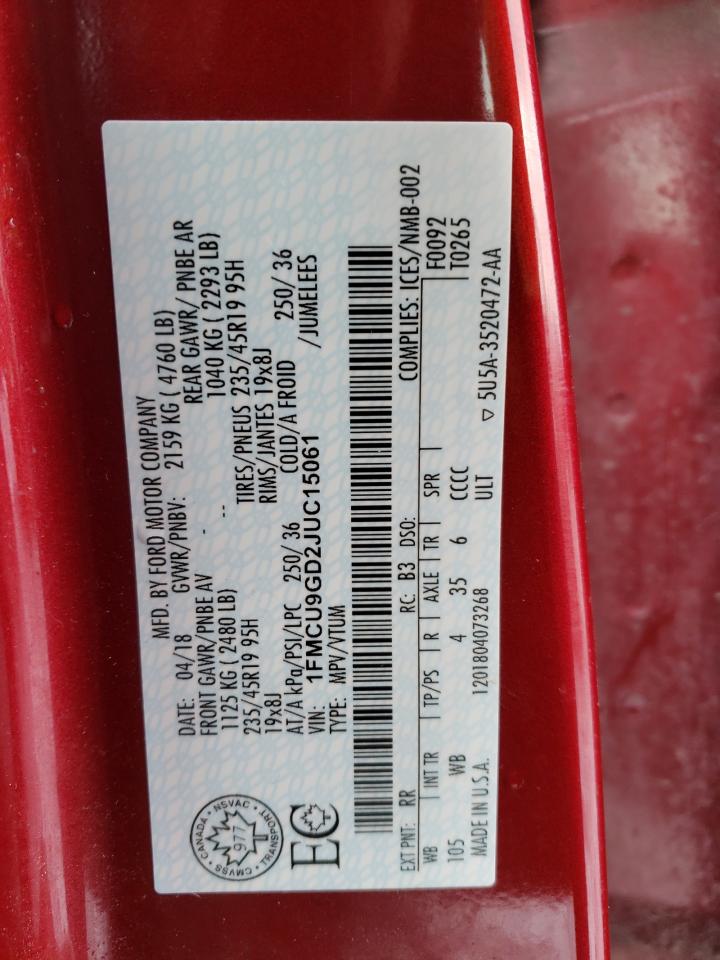 MFD. BY FORD MOTOR COMPANY
DATE: 04/18 GVWR/PNBV: 2159 KG ( 4760 LB)
FRONT GAWR/PNBE AV REAR GAWR/ PNBE AR
1125 KG ( 2480 LB) - -- 1040 KG ( 2293 LB)
235/45R19 95H TIRES/PNEUS 235/45R19 95H
19x8J RIMS/JANTES 19x8J
AT/A kPa/PSI/LPC 250/ 36 COLD/A FROID 250/ 36
VIN: 1FMCU9GD2JUC15061 /JUMELEES
TYPE: MPV/VTUM
CMVSS • CANADA • NSVAC • TRANSPORT •
977
EC
COMPLIES: ICES/NMB-002
EXT PNT: RR RC: B3 DSO: F0092
WB INT TR TP/PS R AXLE TR SPR T0265
105 WB 4 35 6 CCCC
MADE IN U.S.A. 1201804073268 ULT ▽ 5U5A-3520472-AA